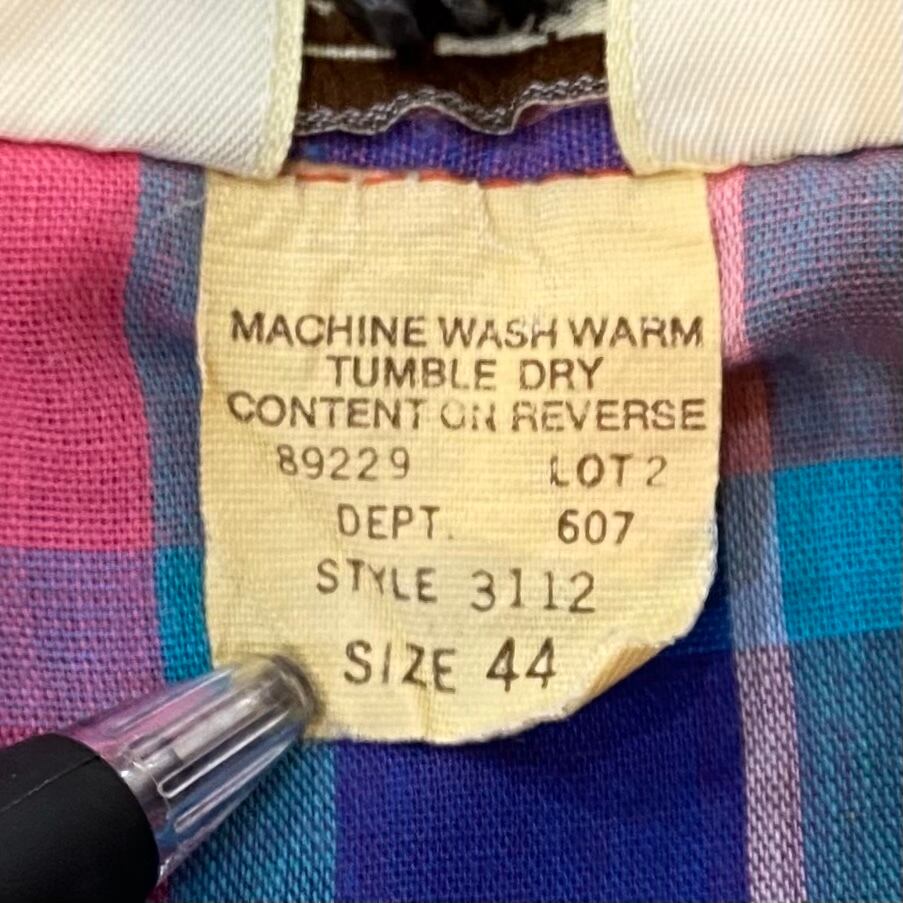 MACHINE WASH WARM
TUMBLE DRY
CONTENT ON REVERSE
89229 LOT 2
DEPT. 607
STYLE 3112
SIZE 44